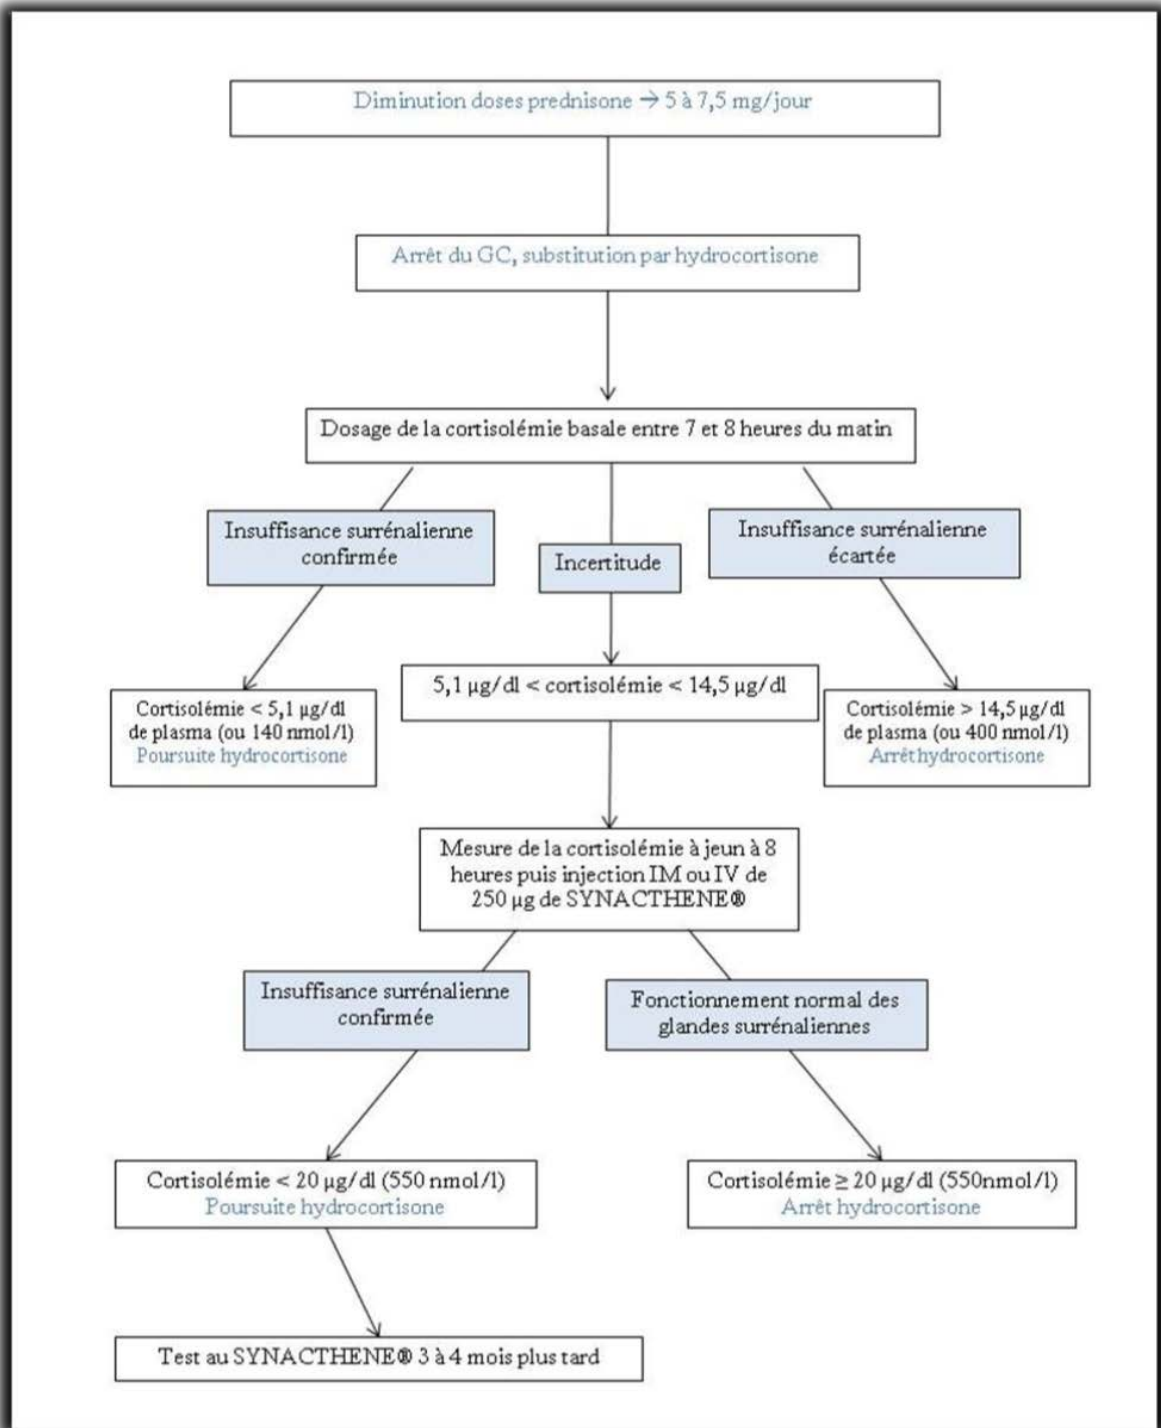 Diminution doses prednisone → 5 à 7,5 mg/jour
Arrêt du GC, substitution par hydrocortisone
Dosage de la cortisolémie basale entre 7 et 8 heures du matin
Insuffisance surrénalienne
confirmée
Incertitude
Insuffisance surrénalienne
écartée
Cortisolémie < 5,1 µg/dl
de plasma (ou 140 nmol/l)
Poursuite hydrocortisone
5,1 µg/dl < cortisolémie < 14,5 µg/dl
Cortisolémie > 14,5 µg/dl
de plasma (ou 400 nmol/l)
Arrêt hydrocortisone
Mesure de la cortisolémie à jeun à 8
heures puis injection IM ou IV de
250 µg de SYNACTHENE®
Insuffisance surrénalienne
confirmée
Fonctionnement normal des
glandes surrénaliennes
Cortisolémie < 20 µg/dl (550 nmol/l)
Poursuite hydrocortisone
Cortisolémie ≥ 20 µg/dl (550nmol/l)
Arrêt hydrocortisone
Test au SYNACTHENE® 3 à 4 mois plus tard